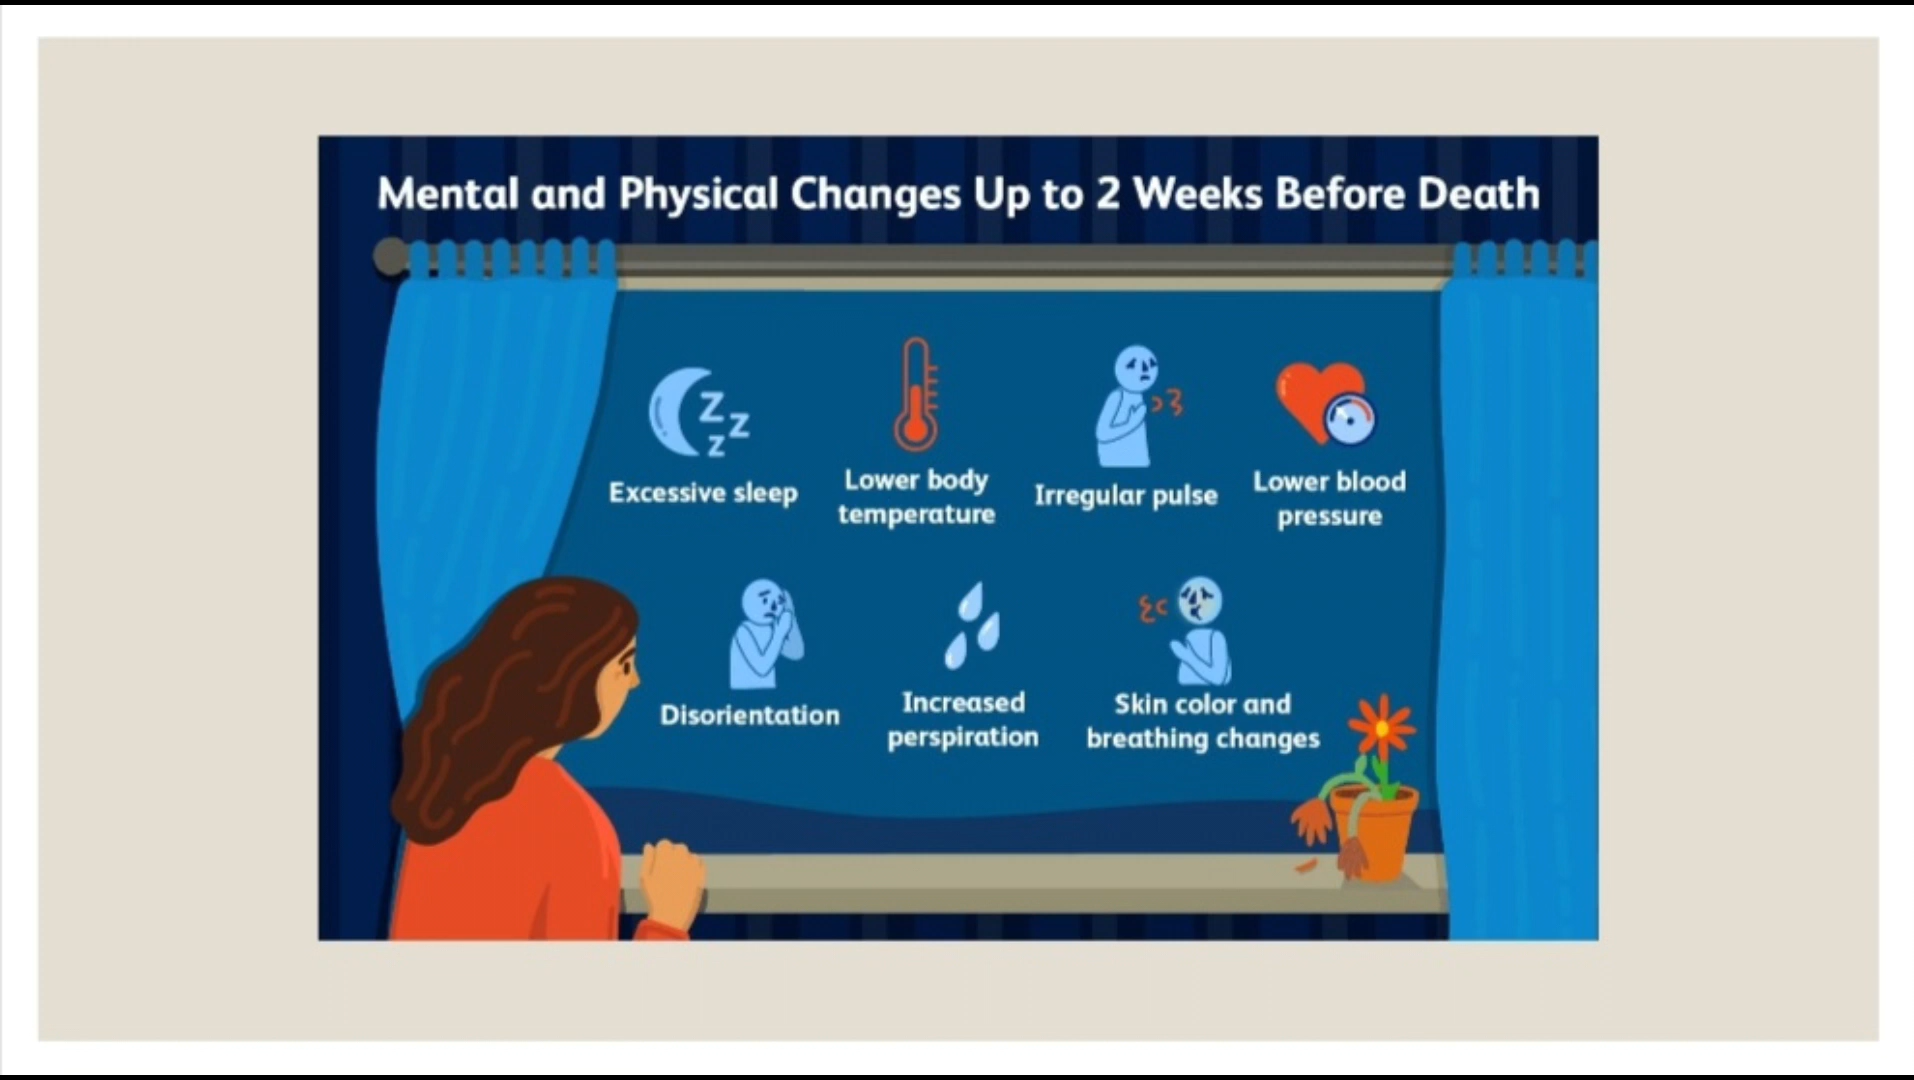 Mental and Physical Changes Up to 2 Weeks Before Death
Z
Z
Z
Excessive sleep
Lower body
temperature
Irregular pulse
Lower blood
pressure
Disorientation
Increased
perspiration
Skin color and
breathing changes